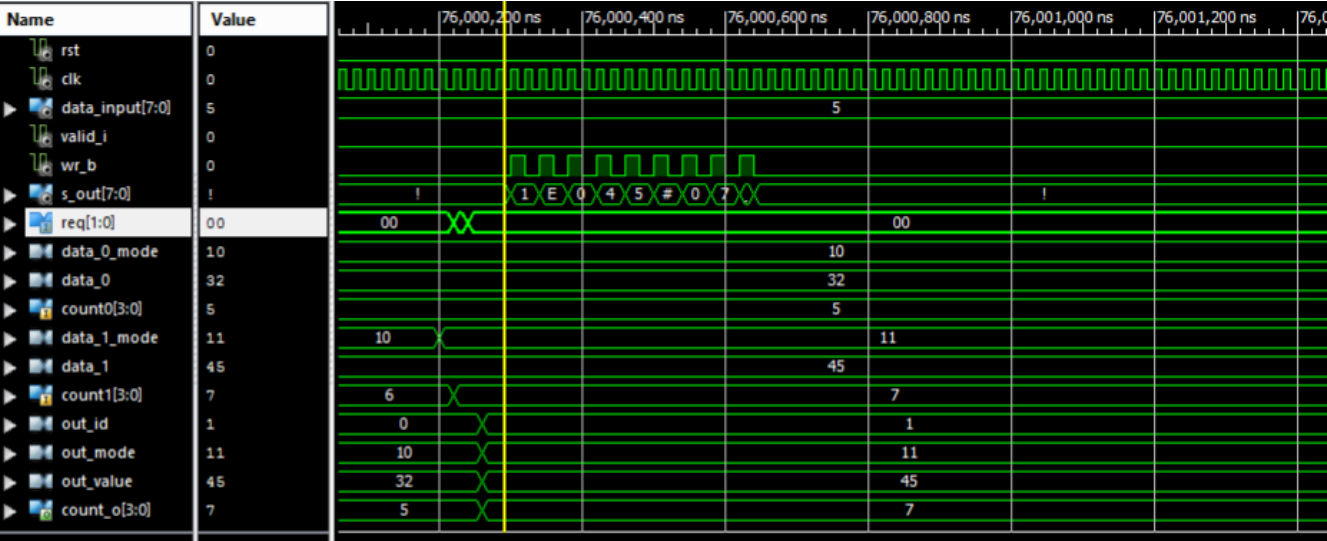 Name Value 76,000,200 ns 76,000,400 ns 76,000,600 ns 76,000,800 ns 76,001,000 ns 76,001,200 ns 76,0
rst 0
clk 0
data_input[7:0] 5 5
valid_i 0
wr_b 0
s_out[7:0] ! ! 1 E 0 4 5 # 0 7 . !
req[1:0] 00 00 00
data_0_mode 10 10
data_0 32 32
count0[3:0] 5 5
data_1_mode 11 10 11
data_1 45 45
count1[3:0] 7 6 7
out_id 1 0 1
out_mode 11 10 11
out_value 45 32 45
count_o[3:0] 7 5 7